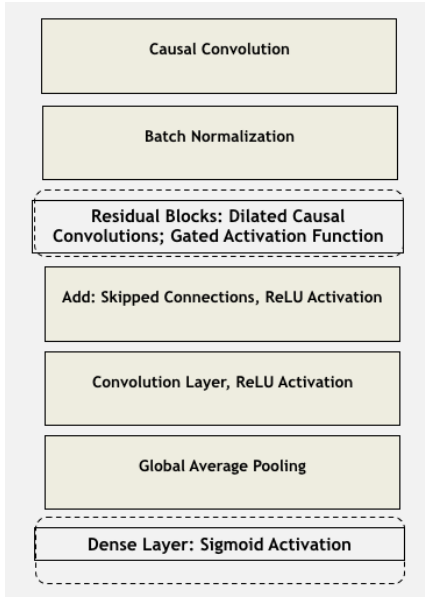 Causal Convolution
Batch Normalization
Residual Blocks: Dilated Causal
Convolutions; Gated Activation Function
Add: Skipped Connections, ReLU Activation
Convolution Layer, ReLU Activation
Global Average Pooling
Dense Layer: Sigmoid Activation